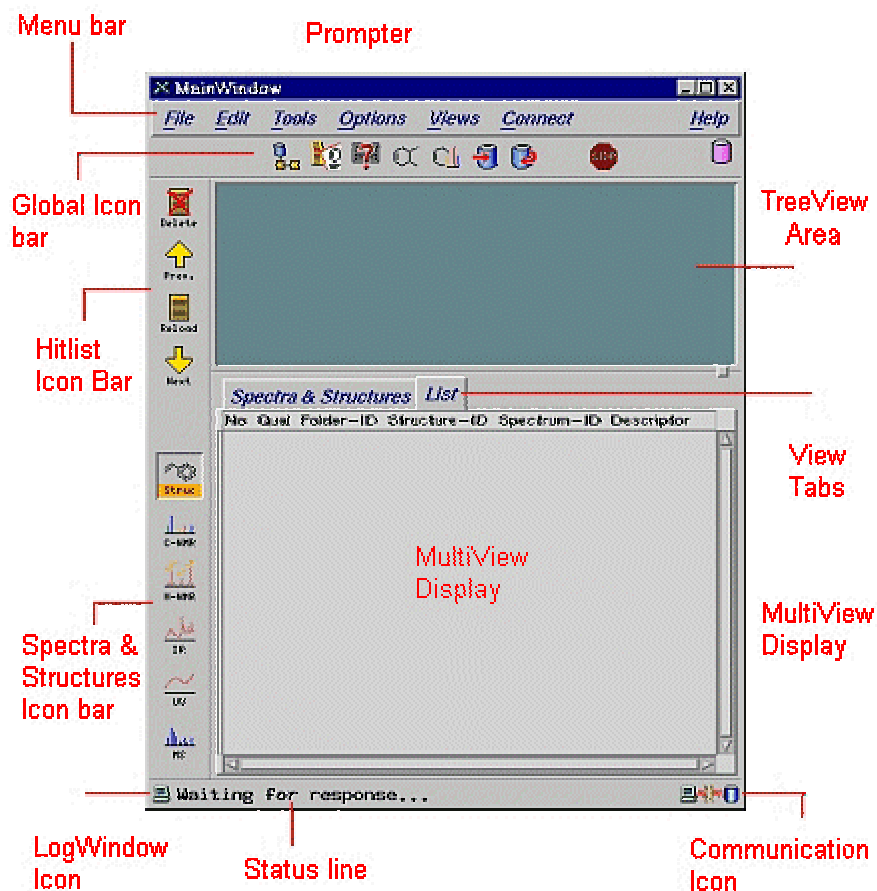 Menu bar
Prompter
MainWindow
File Edit Tools Options Views Connect Help
STOP
Global Icon
bar
Delete
TreeView
Area
Prev.
Hitlist
Icon Bar
Reload
Next
Spectra & Structures List
No Qual Folder-ID Structure-ID Spectrum-ID Descriptor
View
Tabs
Struc
C-NMR
MultiView
Display
H-NMR
MultiView
Display
Spectra &
Structures
Icon bar
IR
UV
MS
Waiting for response...
LogWindow
Icon
Status line
Communication
Icon